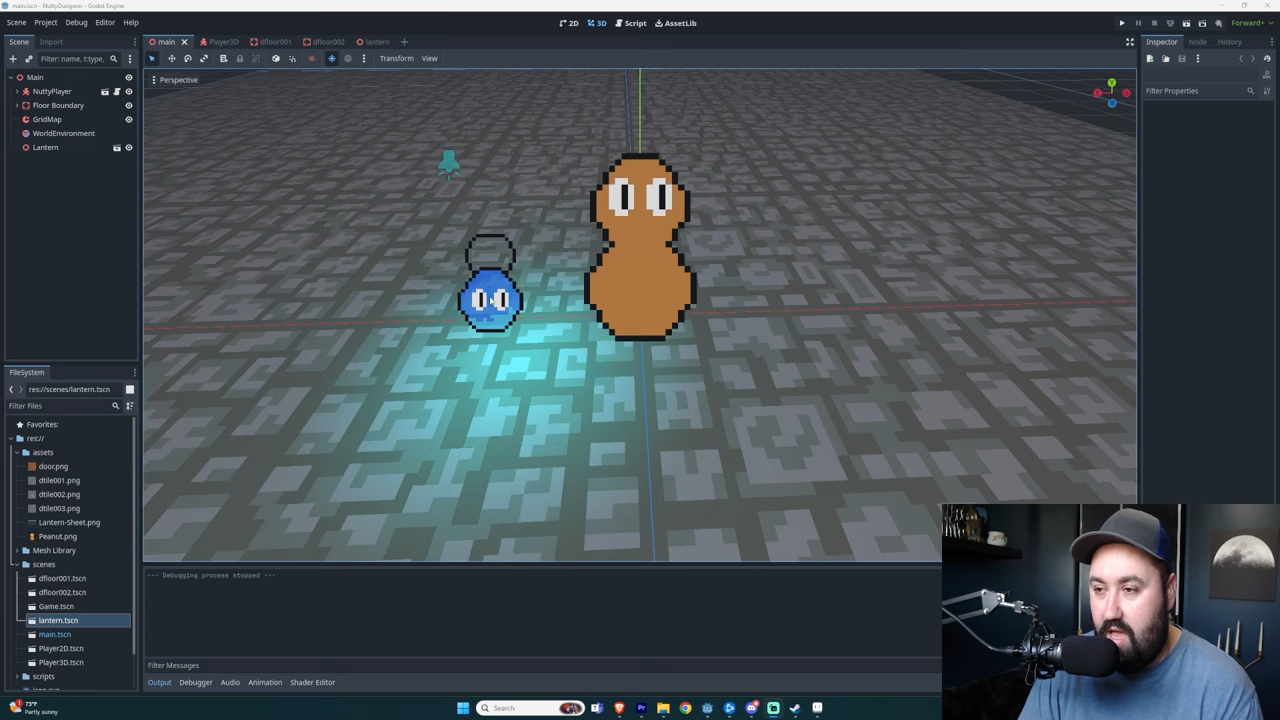 main.tscn - NuttyDungeon - Godot Engine
Scene Project Debug Editor Help
2D 3D Script AssetLib
Forward+
Scene Import
main Player3D dfloor001 dfloor002 lantern
Inspector Node History
Filter: name, t:type,
Transform View
Perspective
Filter Properties
Main
NuttyPlayer
Floor Boundary
GridMap
WorldEnvironment
Lantern
Y
FileSystem
res://scenes/lantern.tscn
Filter Files
Favorites:
res://
assets
door.png
dtile001.png
dtile002.png
dtile003.png
Lantern-Sheet.png
Peanut.png
Mesh Library
scenes
dfloor001.tscn
dfloor002.tscn
Game.tscn
lantern.tscn
main.tscn
Player2D.tscn
Player3D.tscn
scripts
--- Debugging process stopped ---
Filter Messages
Output Debugger Audio Animation Shader Editor
73°F
Partly sunny
Search